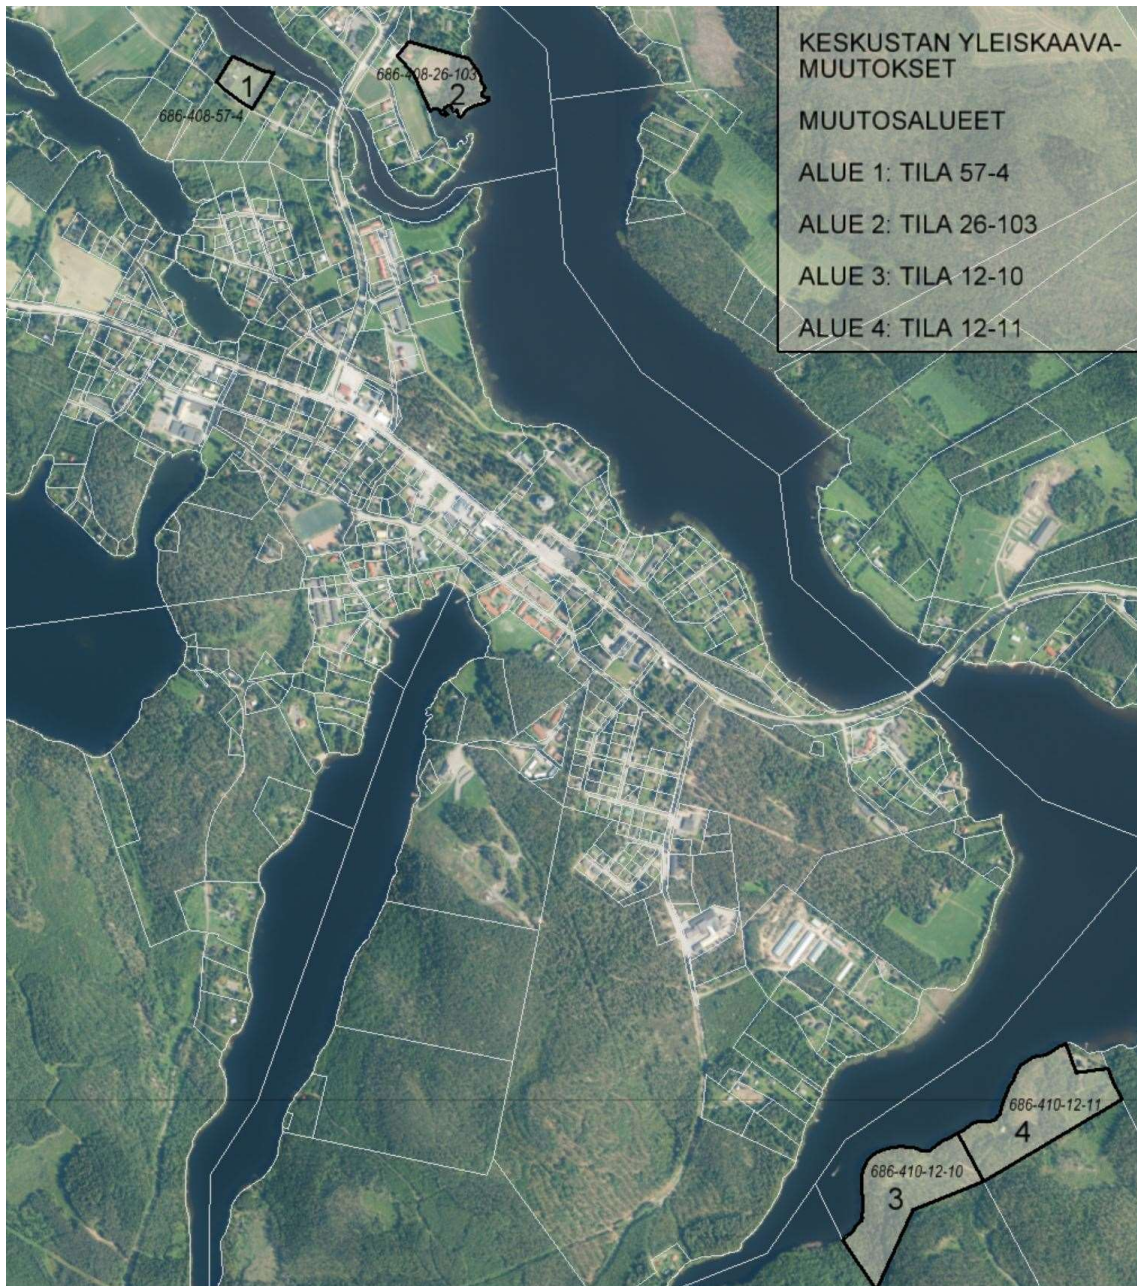 KESKUSTAN YLEISKAAVA-
MUUTOKSET
MUUTOSALUEET
ALUE 1: TILA 57-4
ALUE 2: TILA 26-103
ALUE 3: TILA 12-10
ALUE 4: TILA 12-11
686-408-26-103
1
2
686-408-57-4
686-410-12-11
4
686-410-12-10
3